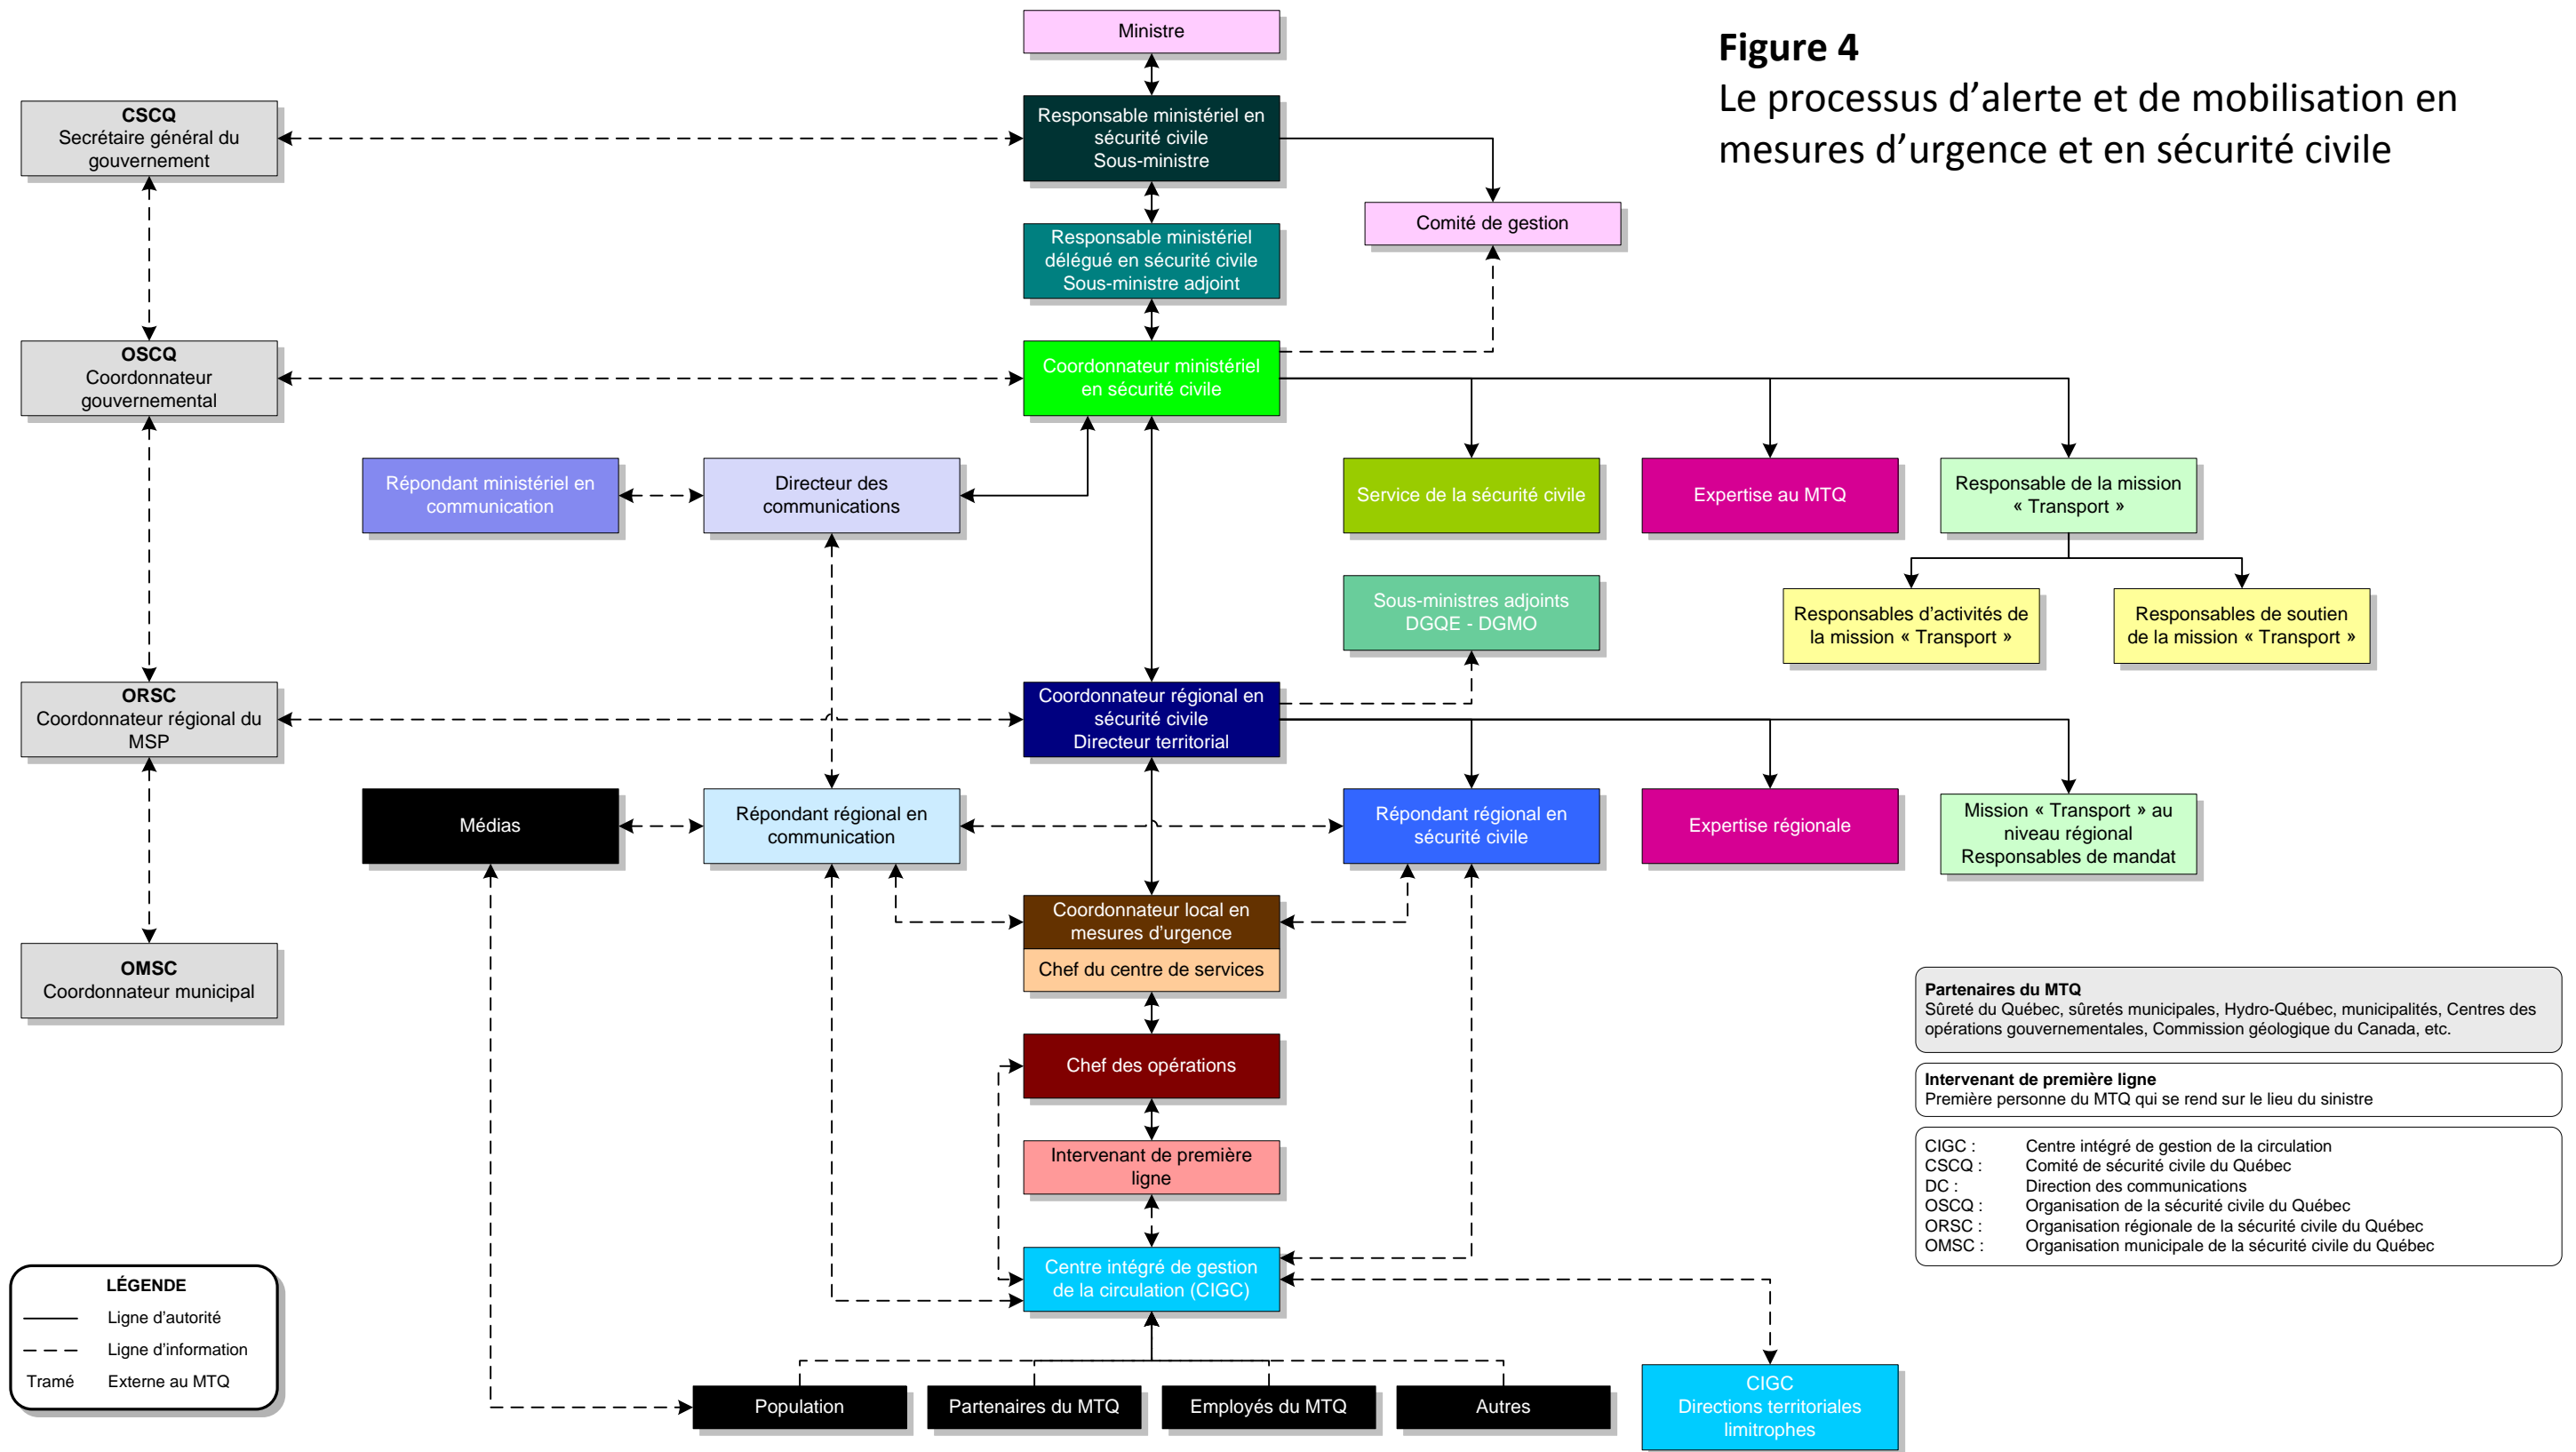 Figure 4
Le processus d’alerte et de mobilisation en
mesures d’urgence et en sécurité civile
Ministre
CSCQ
Secrétaire général du
gouvernement
Responsable ministériel en
sécurité civile
Sous-ministre
Comité de gestion
Responsable ministériel
délégué en sécurité civile
Sous-ministre adjoint
OSCQ
Coordonnateur
gouvernemental
Coordonnateur ministériel
en sécurité civile
Répondant ministériel en
communication
Directeur des
communications
Service de la sécurité civile
Expertise au MTQ
Responsable de la mission
« Transport »
Sous-ministres adjoints
DGQE - DGMO
Responsables d’activités de
la mission « Transport »
Responsables de soutien
de la mission « Transport »
ORSC
Coordonnateur régional du
MSP
Coordonnateur régional en
sécurité civile
Directeur territorial
Médias
Répondant régional en
communication
Répondant régional en
sécurité civile
Expertise régionale
Mission « Transport » au
niveau régional
Responsables de mandat
Coordonnateur local en
mesures d’urgence
Chef du centre de services
OMSC
Coordonnateur municipal
Chef des opérations
Intervenant de première
ligne
Centre intégré de gestion
de la circulation (CIGC)
Population
Partenaires du MTQ
Employés du MTQ
Autres
CIGC
Directions territoriales
limitrophes
Partenaires du MTQ
Sûreté du Québec, sûretés municipales, Hydro-Québec, municipalités, Centres des
opérations gouvernementales, Commission géologique du Canada, etc.
Intervenant de première ligne
Première personne du MTQ qui se rend sur le lieu du sinistre
CIGC : Centre intégré de gestion de la circulation
CSCQ : Comité de sécurité civile du Québec
DC : Direction des communications
OSCQ : Organisation de la sécurité civile du Québec
ORSC : Organisation régionale de la sécurité civile du Québec
OMSC : Organisation municipale de la sécurité civile du Québec
LÉGENDE
Ligne d’autorité
Ligne d’information
Tramé Externe au MTQ